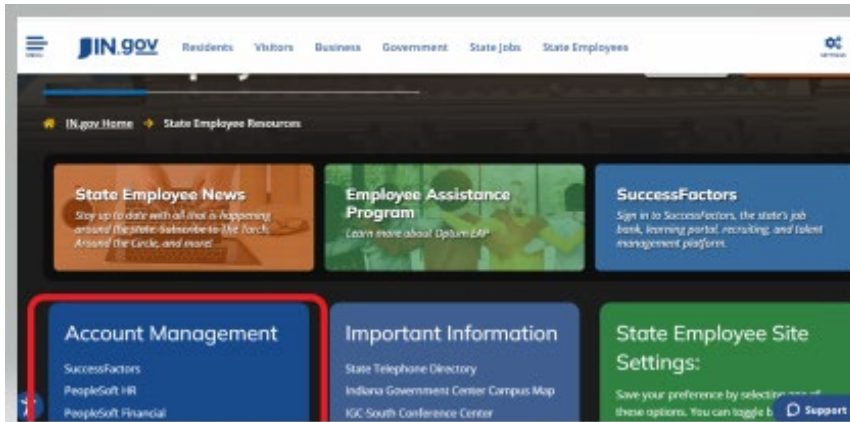 IN.gov Residents Visitors Business Government State Jobs State Employees
MENU
SETTINGS
IN.gov Home → State Employee Resources
State Employee News
Stay up to date with all that is happening
around the state. Subscribe to The Torch,
Around the Circle, and more!
Employee Assistance
Program
Learn more about Optum EAP
SuccessFactors
Sign in to SuccessFactors, the state's job
bank, learning portal, recruiting, and talent
management platform.
Account Management
SuccessFactors
PeopleSoft HR
PeopleSoft Financial
Important Information
State Telephone Directory
Indiana Government Center Campus Map
IGC-South Conference Center
State Employee Site
Settings:
Save your preference by selecting one of
these options. You can toggle b
Support